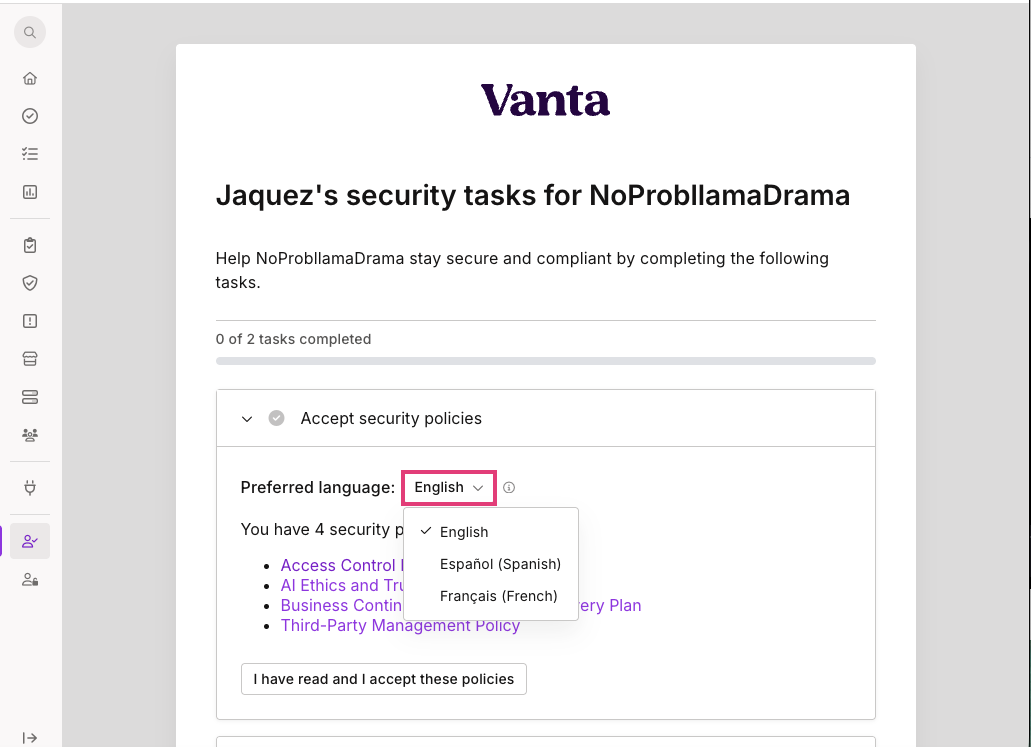 Vanta
Jaquez's security tasks for NoProbllamaDrama
Help NoProbllamaDrama stay secure and compliant by completing the following
tasks.
0 of 2 tasks completed
Accept security policies
Preferred language: English
You have 4 security p
English
Español (Spanish)
Français (French)
Access Control
AI Ethics and Tru
Business Contin ery Plan
Third-Party Management Policy
I have read and I accept these policies